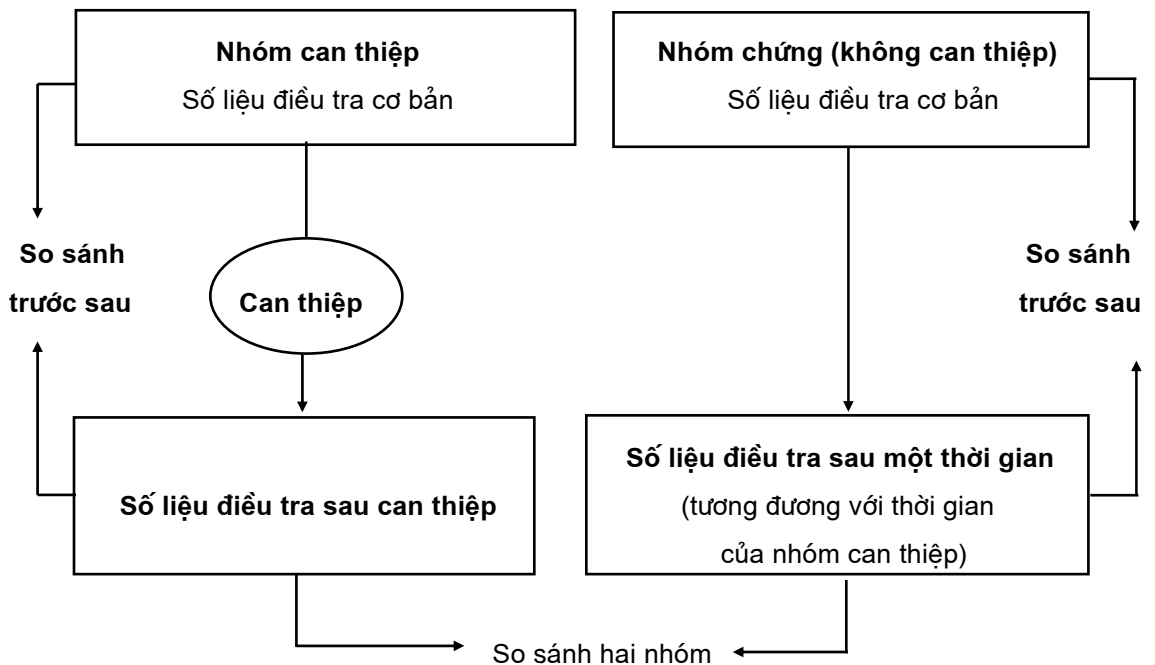 Nhóm can thiệp
Số liệu điều tra cơ bản
Nhóm chứng (không can thiệp)
Số liệu điều tra cơ bản
So sánh
trước sau
Can thiệp
So sánh
trước sau
Số liệu điều tra sau can thiệp
Số liệu điều tra sau một thời gian
(tương đương với thời gian
của nhóm can thiệp)
So sánh hai nhóm